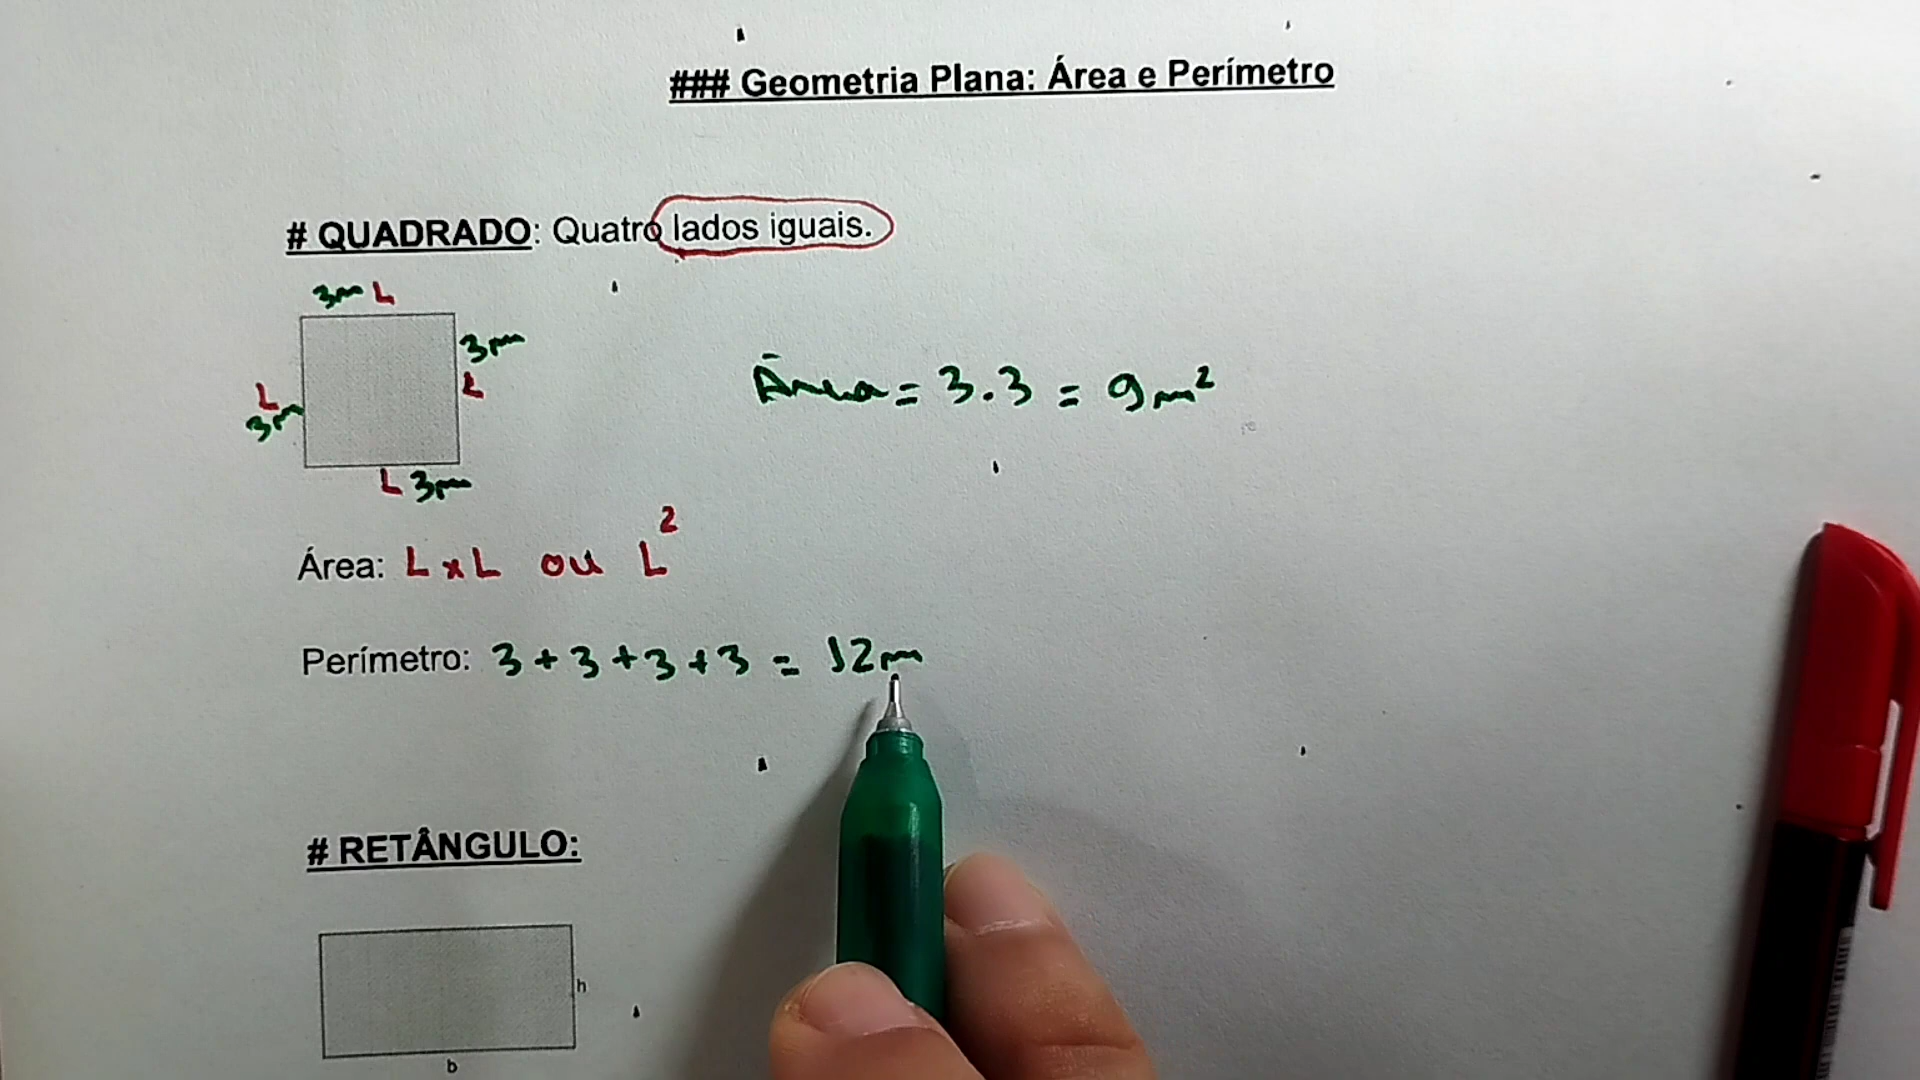 ### Geometria Plana: Área e Perímetro
# QUADRADO: Quatro lados iguais.
3m L
3m
L
L
3m
L 3m
Área = 3.3 = 9m²
Área: L x L ou L²
Perímetro: 3 + 3 + 3 + 3 = 12m
# RETÂNGULO:
h
b